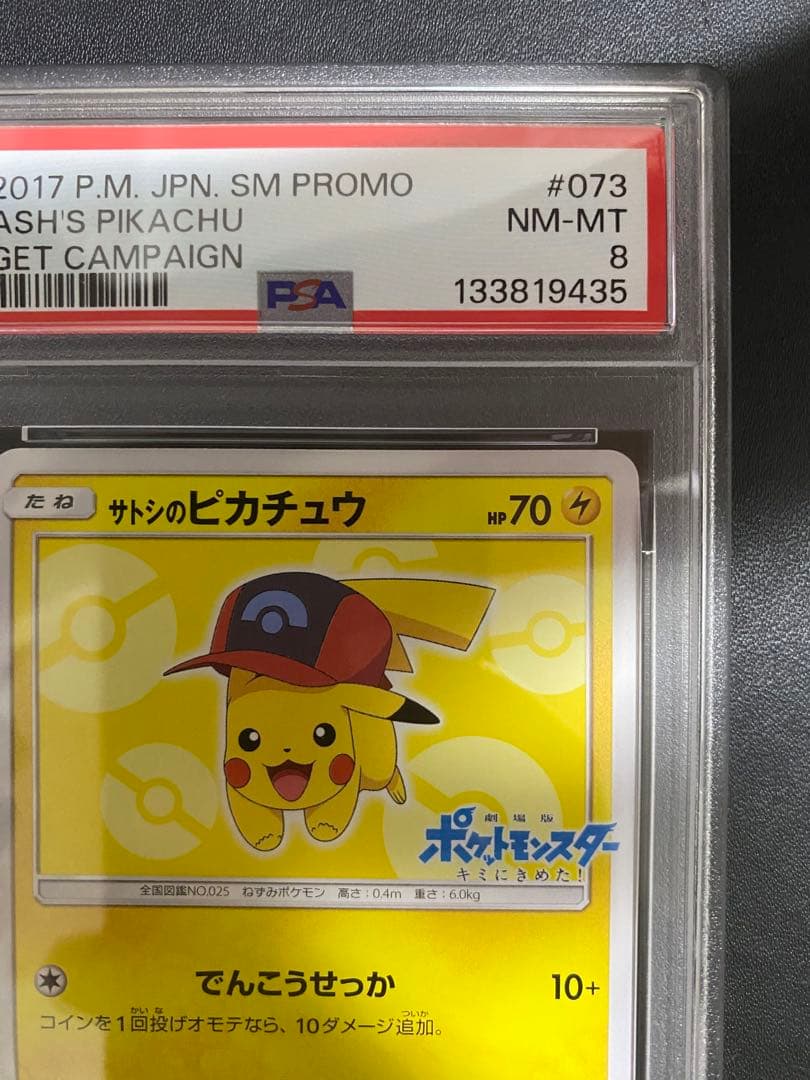 2017 P.M. JPN. SM PROMO #073
ASH'S PIKACHU NM-MT
GET CAMPAIGN 8
PSA 133819435
たね サトシのピカチュウ HP70
劇場版
ポケットモンスター
キミにきめた!
全国図鑑NO.025 ねずみポケモン 高さ:0.4m 重さ:6.0kg
でんこうせっか 10+
コインを1回投げオモテなら、10ダメージ追加。